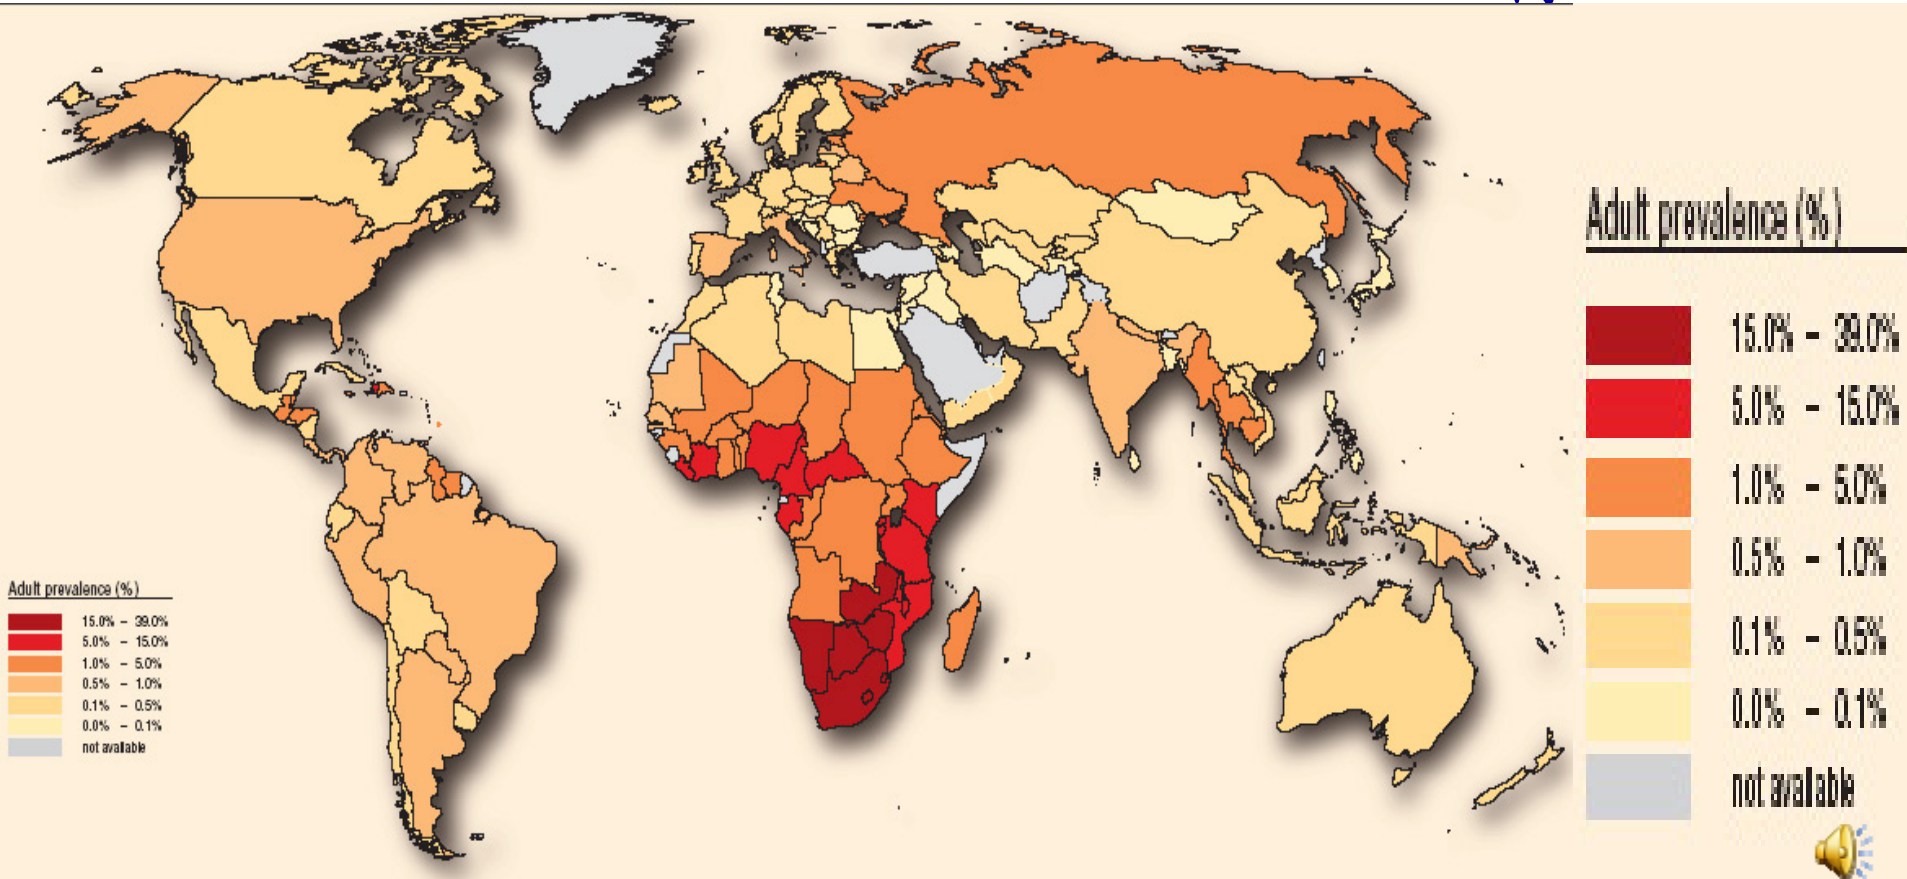 Adult prevalence (%)
15.0% – 39.0%
5.0% – 15.0%
1.0% – 5.0%
0.5% – 1.0%
0.1% – 0.5%
0.0% – 0.1%
not available
Adult prevalence (%)
15.0% – 39.0%
5.0% – 15.0%
1.0% – 5.0%
0.5% – 1.0%
0.1% – 0.5%
0.0% – 0.1%
not available